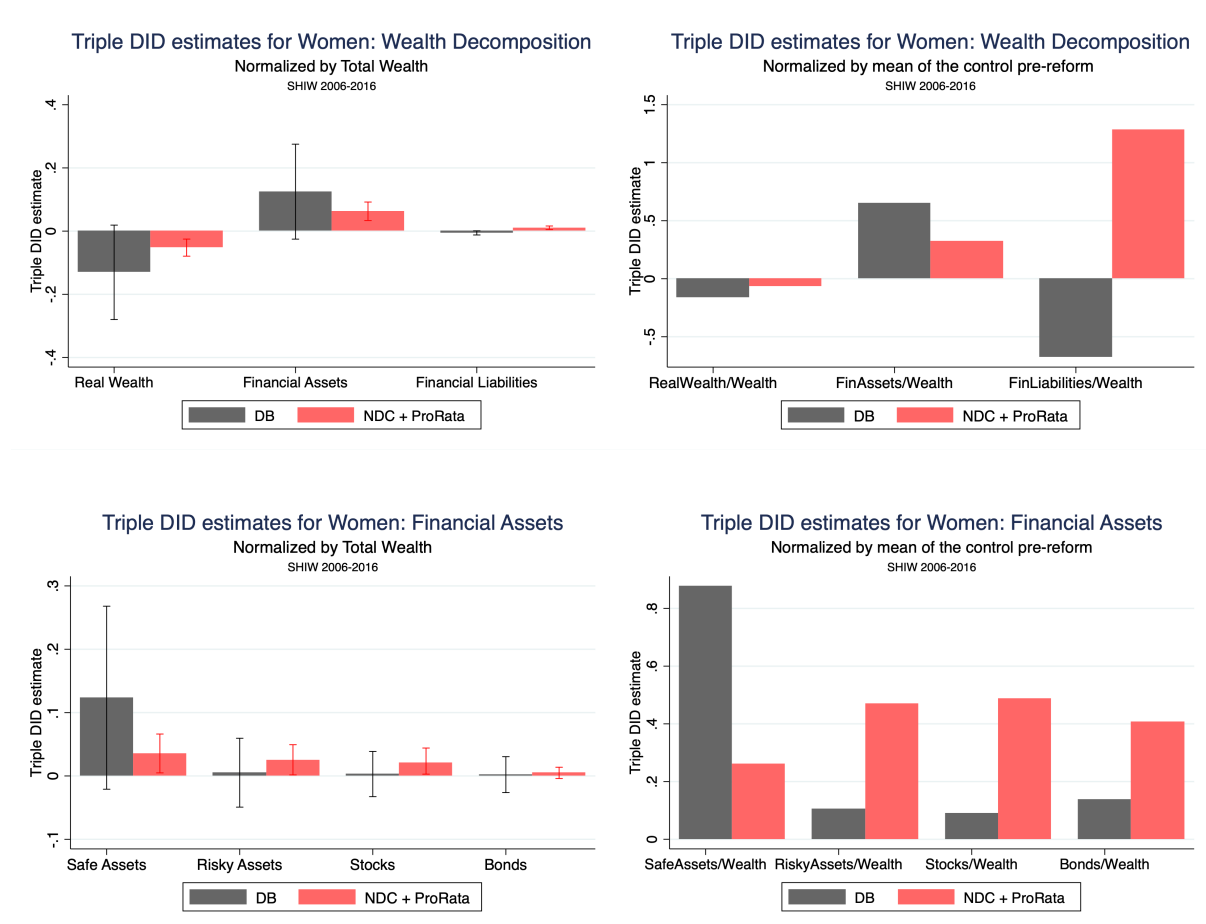 Triple DID estimates for Women: Wealth Decomposition
Normalized by Total Wealth
SHIW 2006-2016
Triple DID estimate
.4
.2
0
-.2
-.4
Real Wealth
Financial Assets
Financial Liabilities
DB
NDC + ProRata
Triple DID estimates for Women: Wealth Decomposition
Normalized by mean of the control pre-reform
SHIW 2006-2016
Triple DID estimate
1.5
1
.5
0
-.5
RealWealth/Wealth
FinAssets/Wealth
FinLiabilities/Wealth
DB
NDC + ProRata
Triple DID estimates for Women: Financial Assets
Normalized by Total Wealth
SHIW 2006-2016
Triple DID estimate
.3
.2
.1
0
-.1
Safe Assets
Risky Assets
Stocks
Bonds
DB
NDC + ProRata
Triple DID estimates for Women: Financial Assets
Normalized by mean of the control pre-reform
SHIW 2006-2016
Triple DID estimate
.8
.6
.4
.2
0
SafeAssets/Wealth
RiskyAssets/Wealth
Stocks/Wealth
Bonds/Wealth
DB
NDC + ProRata